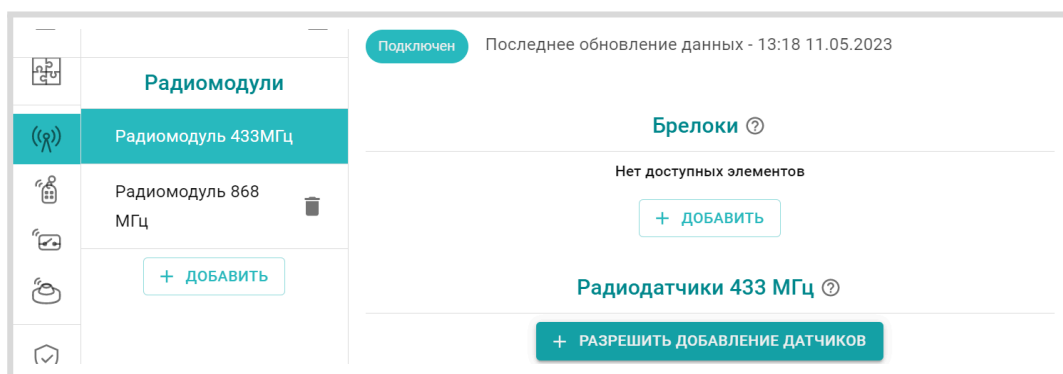 Подключен
Последнее обновление данных - 13:18 11.05.2023
Радиомодули
Радиомодуль 433МГц
Радиомодуль 868
МГц
+ ДОБАВИТЬ
Брелоки
Нет доступных элементов
+ ДОБАВИТЬ
Радиодатчики 433 МГц
+ РАЗРЕШИТЬ ДОБАВЛЕНИЕ ДАТЧИКОВ